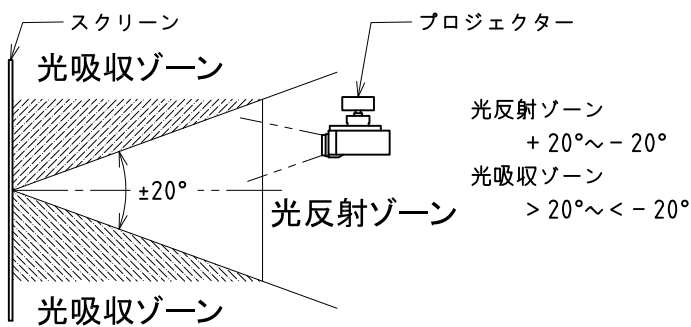 スクリーン
プロジェクター
光吸収ゾーン
光反射ゾーン
+20°～-20°
光吸収ゾーン
>20°～<-20°
±20°
光反射ゾーン
光吸収ゾーン